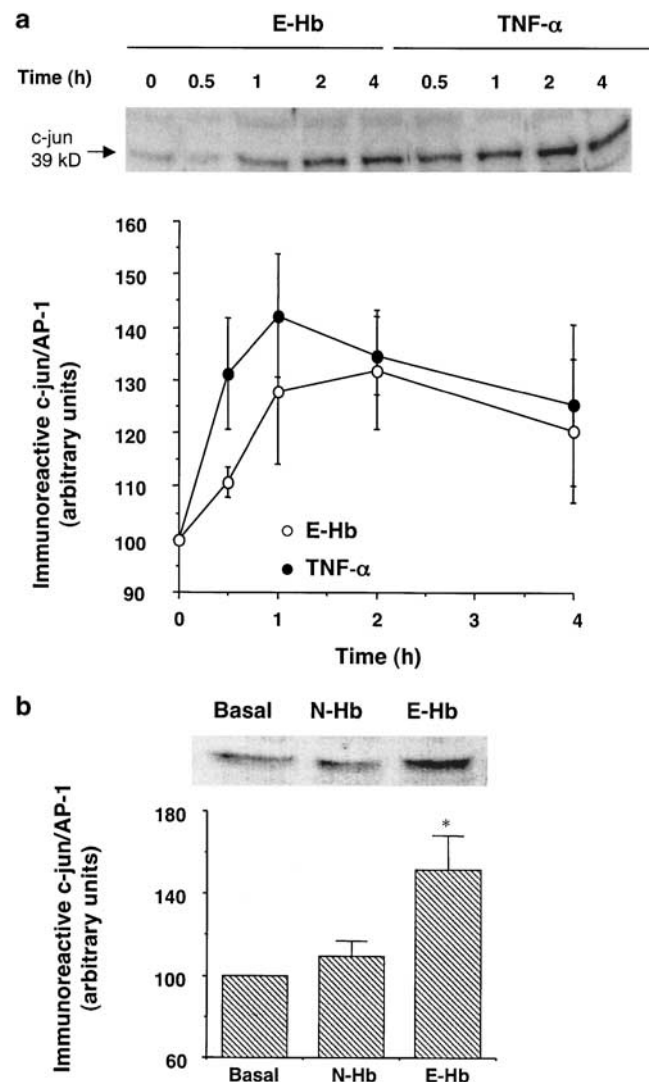 a
E-Hb TNF-α
Time (h) 0 0.5 1 2 4 0.5 1 2 4
c-jun
39 kD
160
150
140
130
120
110
100
90
Immunoreactive c-jun/AP-1
(arbitrary units)
E-Hb
TNF-α
0 1 2 3 4
Time (h)
b
Basal N-Hb E-Hb
180
140
100
60
Immunoreactive c-jun/AP-1
(arbitrary units)
*
Basal N-Hb E-Hb